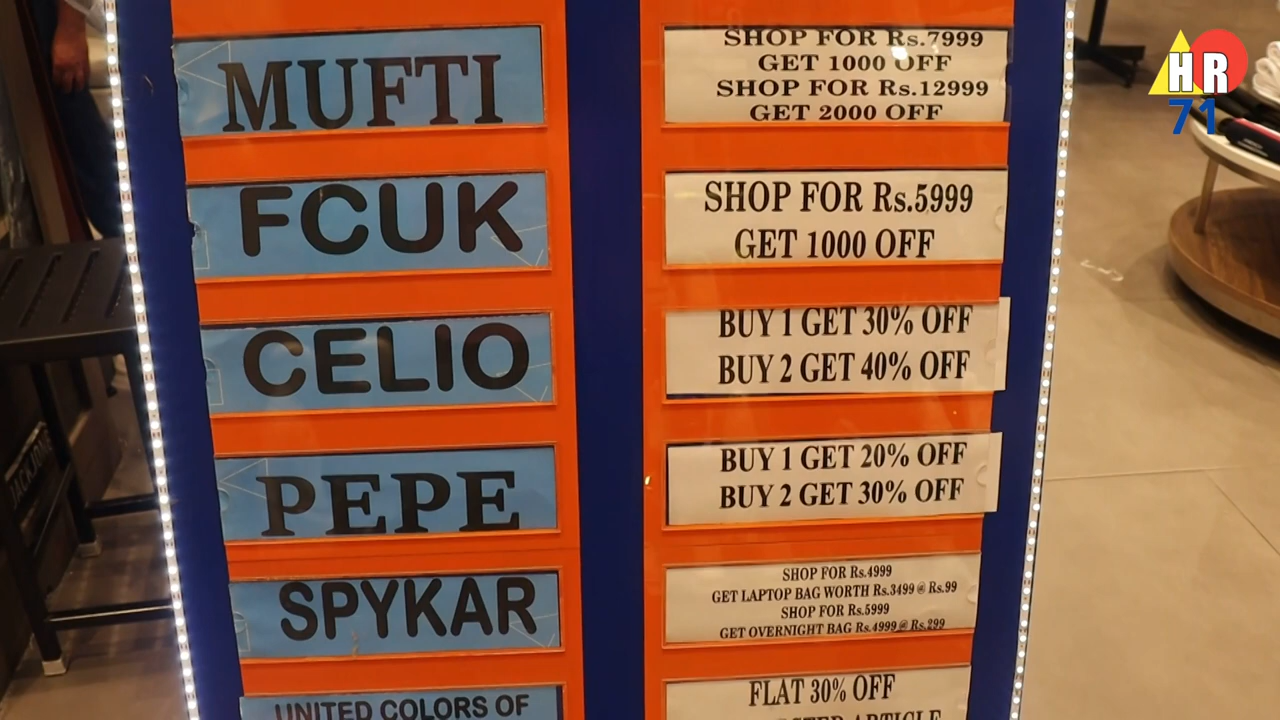 MUFTI
SHOP FOR Rs.7999
GET 1000 OFF
SHOP FOR Rs.12999
GET 2000 OFF
FCUK
SHOP FOR Rs.5999
GET 1000 OFF
CELIO
BUY 1 GET 30% OFF
BUY 2 GET 40% OFF
PEPE
BUY 1 GET 20% OFF
BUY 2 GET 30% OFF
SPYKAR
SHOP FOR Rs.4999
GET LAPTOP BAG WORTH Rs.3499 @ Rs.99
SHOP FOR Rs.5999
GET OVERNIGHT BAG Rs.4999 @ Rs.299
UNITED COLORS OF
FLAT 30% OFF
ARTICLE
HR
71